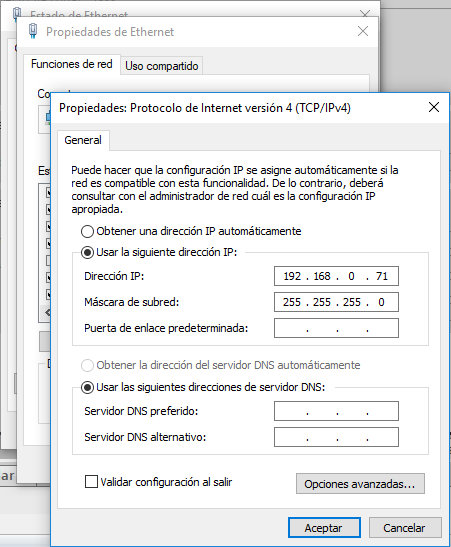 Estado de Ethernet
Propiedades de Ethernet
Funciones de red
Uso compartido
Propiedades: Protocolo de Internet versión 4 (TCP/IPv4)
General
Puede hacer que la configuración IP se asigne automáticamente si la
red es compatible con esta funcionalidad. De lo contrario, deberá
consultar con el administrador de red cuál es la configuración IP
apropiada.
Obtener una dirección IP automáticamente
Usar la siguiente dirección IP:
Dirección IP: 192 . 168 . 0 . 71
Máscara de subred: 255 . 255 . 255 . 0
Puerta de enlace predeterminada: . . .
Obtener la dirección del servidor DNS automáticamente
Usar las siguientes direcciones de servidor DNS:
Servidor DNS preferido: . . .
Servidor DNS alternativo: . . .
Validar configuración al salir
Opciones avanzadas...
Aceptar Cancelar